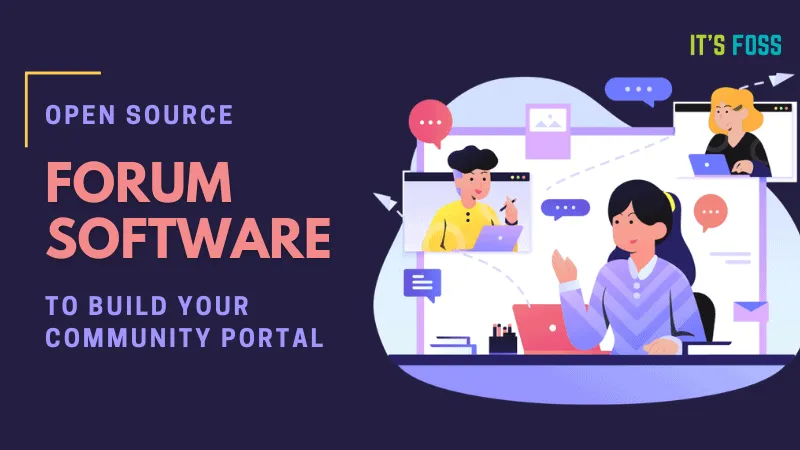 IT'S FOSS
OPEN SOURCE
FORUM
SOFTWARE
TO BUILD YOUR
COMMUNITY PORTAL